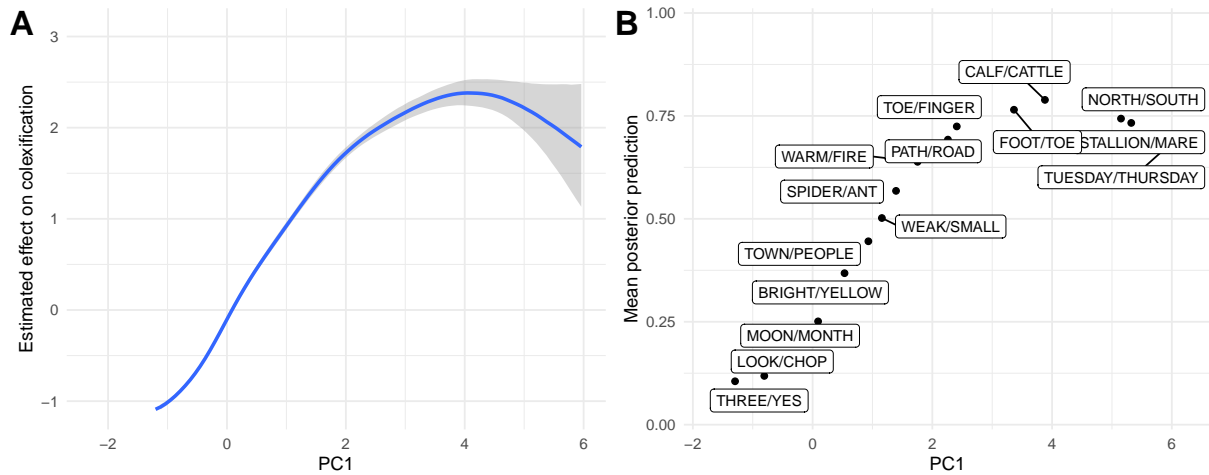 A
3
2
1
0
−1
Estimated effect on colexification
−2
0
2
4
6
PC1
B
1.00
0.75
0.50
0.25
0.00
Mean posterior prediction
CALF/CATTLE
NORTH/SOUTH
TOE/FINGER
FOOT/TOE
STALLION/MARE
WARM/FIRE
PATH/ROAD
TUESDAY/THURSDAY
SPIDER/ANT
WEAK/SMALL
TOWN/PEOPLE
BRIGHT/YELLOW
MOON/MONTH
LOOK/CHOP
THREE/YES
−2
0
2
4
6
PC1